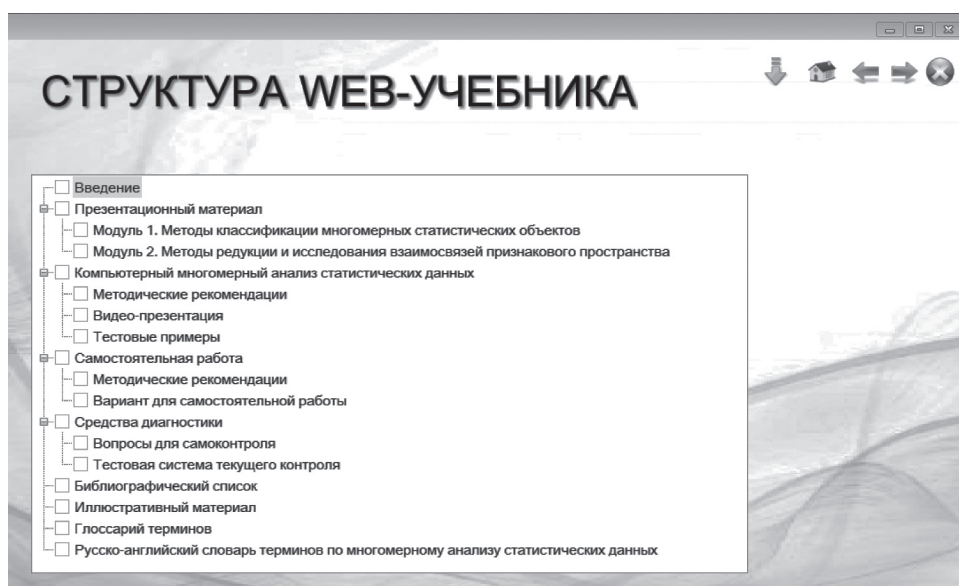 СТРУКТУРА WEB-УЧЕБНИКА
Введение
Презентационный материал
Модуль 1. Методы классификации многомерных статистических объектов
Модуль 2. Методы редукции и исследования взаимосвязей признакового пространства
Компьютерный многомерный анализ статистических данных
Методические рекомендации
Видео-презентация
Тестовые примеры
Самостоятельная работа
Методические рекомендации
Вариант для самостоятельной работы
Средства диагностики
Вопросы для самоконтроля
Тестовая система текущего контроля
Библиографический список
Иллюстративный материал
Глоссарий терминов
Русско-английский словарь терминов по многомерному анализу статистических данных